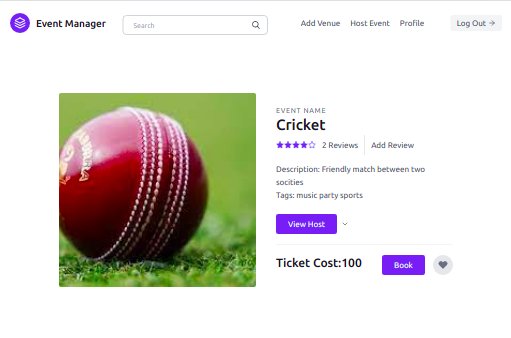 Event Manager
Search
Add Venue
Host Event
Profile
Log Out →
EVENT NAME
Cricket
2 Reviews
Add Review
Description: Friendly match between two
socities
Tags: music party sports
View Host
Ticket Cost:100
Book